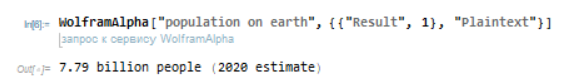 In[6]:= WolframAlpha["population on earth", {{"Result", 1}, "Plaintext"}]
запрос к сервису WolframAlpha
Out[•]= 7.79 billion people (2020 estimate)